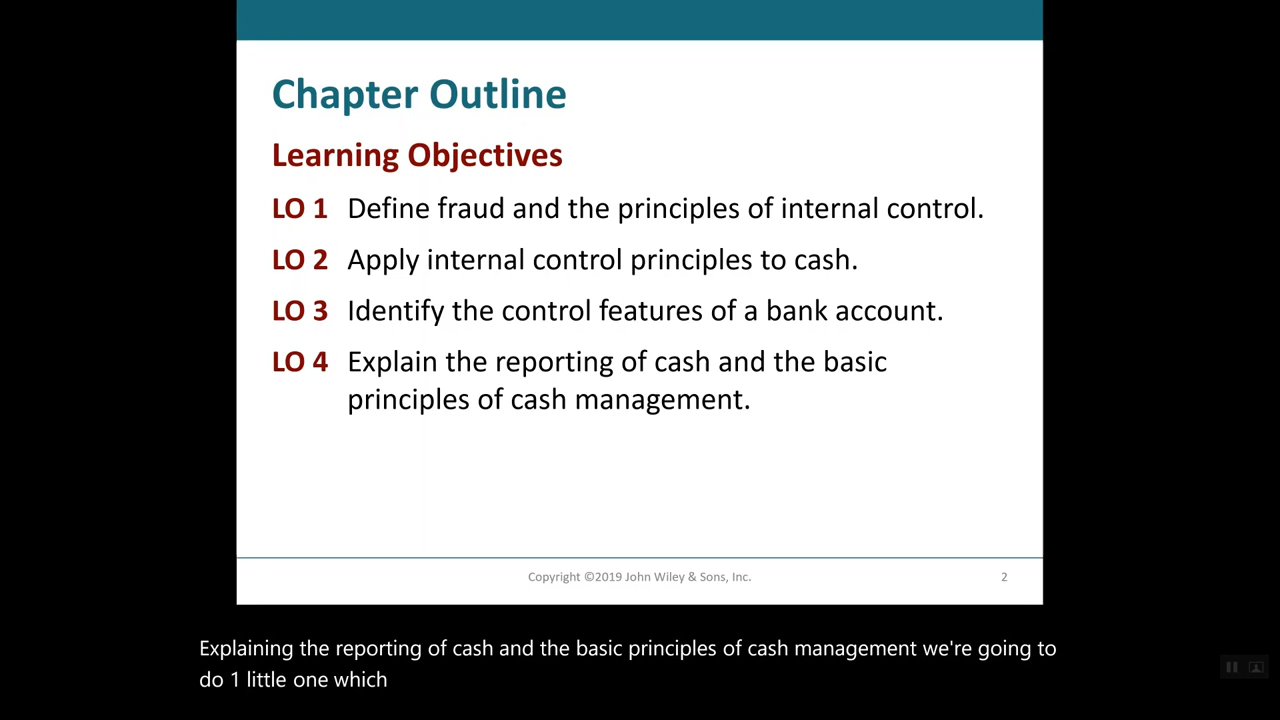 Chapter Outline
Learning Objectives
LO 1 Define fraud and the principles of internal control.
LO 2 Apply internal control principles to cash.
LO 3 Identify the control features of a bank account.
LO 4 Explain the reporting of cash and the basic
principles of cash management.
Copyright ©2019 John Wiley & Sons, Inc.
2
Explaining the reporting of cash and the basic principles of cash management we're going to
do 1 little one which